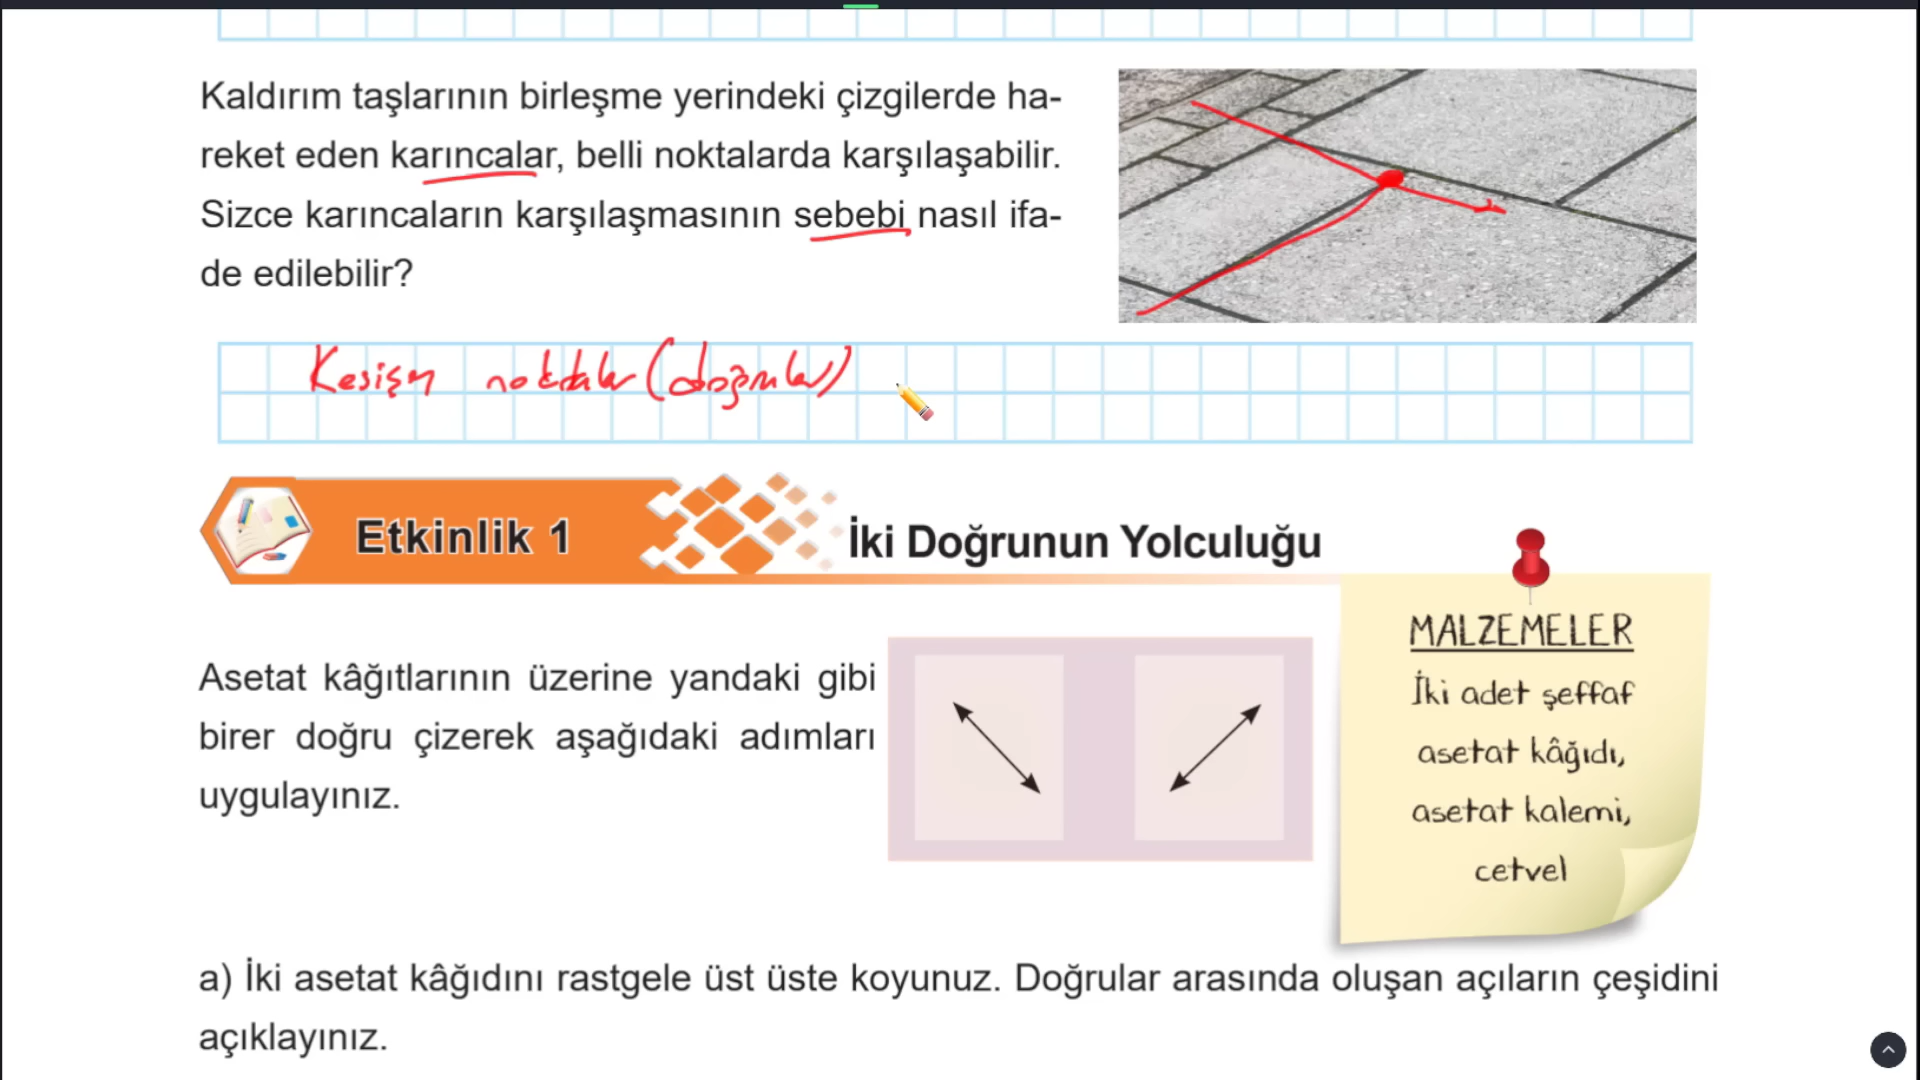 Kaldırım taşlarının birleşme yerindeki çizgilerde ha-
reket eden karıncalar, belli noktalarda karşılaşabilir.
Sizce karıncaların karşılaşmasının sebebi nasıl ifa-
de edilebilir?
Kesişen noktalar (doğrular)
Etkinlik 1
İki Doğrunun Yolculuğu
MALZEMELER
İki adet şeffaf
asetat kâğıdı,
asetat kalemi,
cetvel
Asetat kâğıtlarının üzerine yandaki gibi
birer doğru çizerek aşağıdaki adımları
uygulayınız.
a) İki asetat kâğıdını rastgele üst üste koyunuz. Doğrular arasında oluşan açıların çeşidini
açıklayınız.